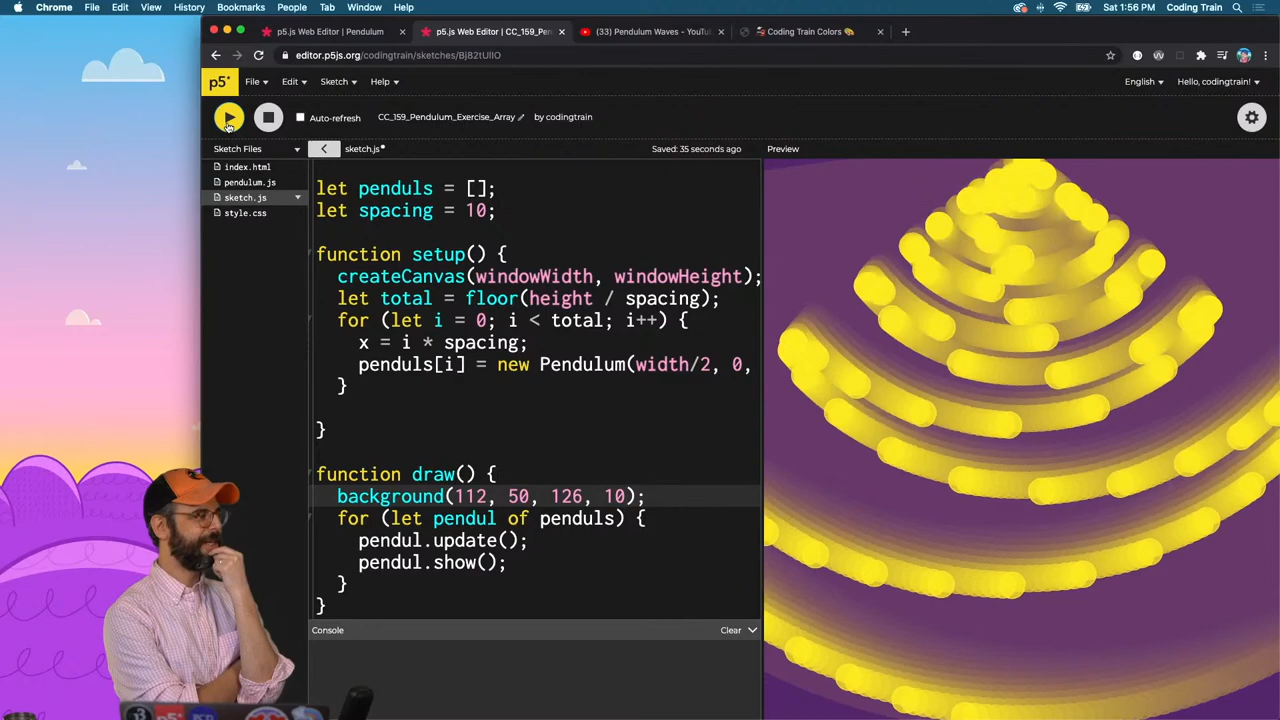 Chrome File Edit View History Bookmarks People Tab Window Help Sat 1:56 PM Coding Train
p5.js Web Editor | Pendulum
p5.js Web Editor | CC_159_Pen
(33) Pendulum Waves - YouTu
Coding Train Colors
editor.p5js.org/codingtrain/sketches/Bj82tUllO
p5* File Edit Sketch Help English Hello, codingtrain!
Auto-refresh CC_159_Pendulum_Exercise_Array by codingtrain
Sketch Files sketch.js Saved: 35 seconds ago Preview
index.html
pendulum.js
sketch.js
style.css
let penduls = [];
let spacing = 10;
function setup() {
createCanvas(windowWidth, windowHeight);
let total = floor(height / spacing);
for (let i = 0; i < total; i++) {
x = i * spacing;
penduls[i] = new Pendulum(width/2, 0,
}
}
function draw() {
background(112, 50, 126, 10);
for (let pendul of penduls) {
pendul.update();
pendul.show();
}
}
Console Clear